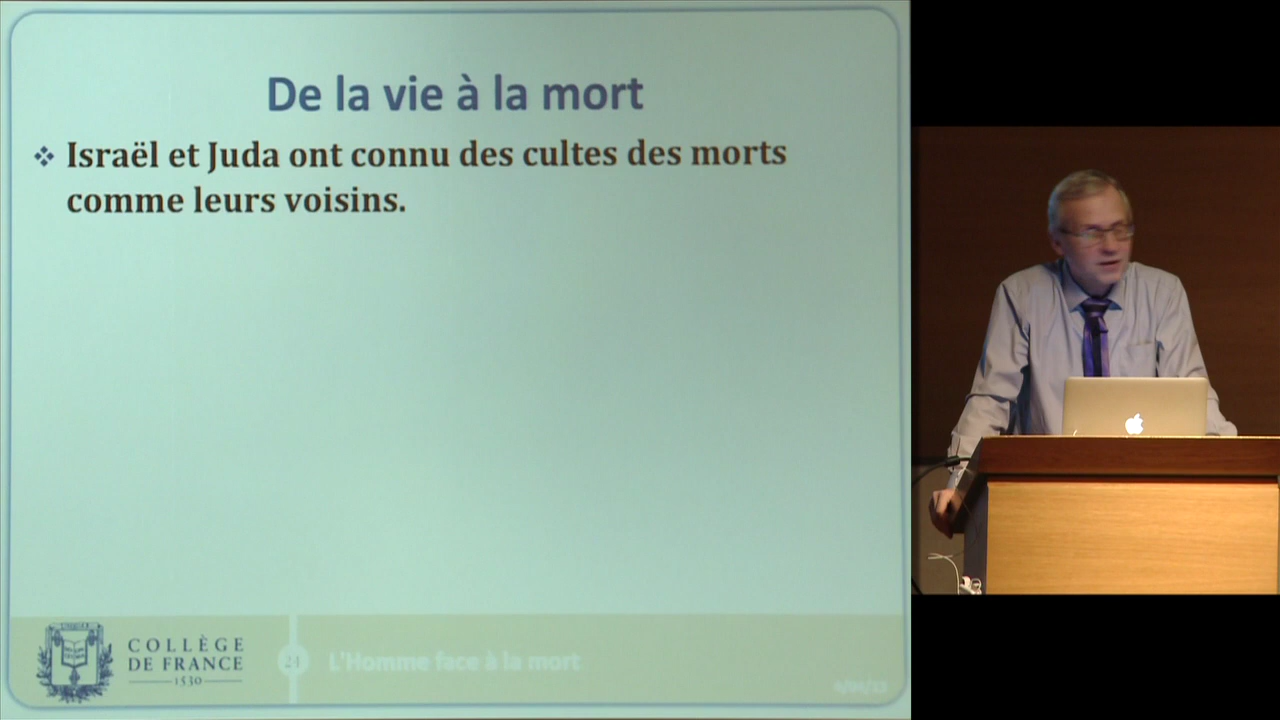 De la vie à la mort
Israël et Juda ont connu des cultes des morts
comme leurs voisins.
COLLÈGE
DE FRANCE
1530
24
L'Homme face à la mort